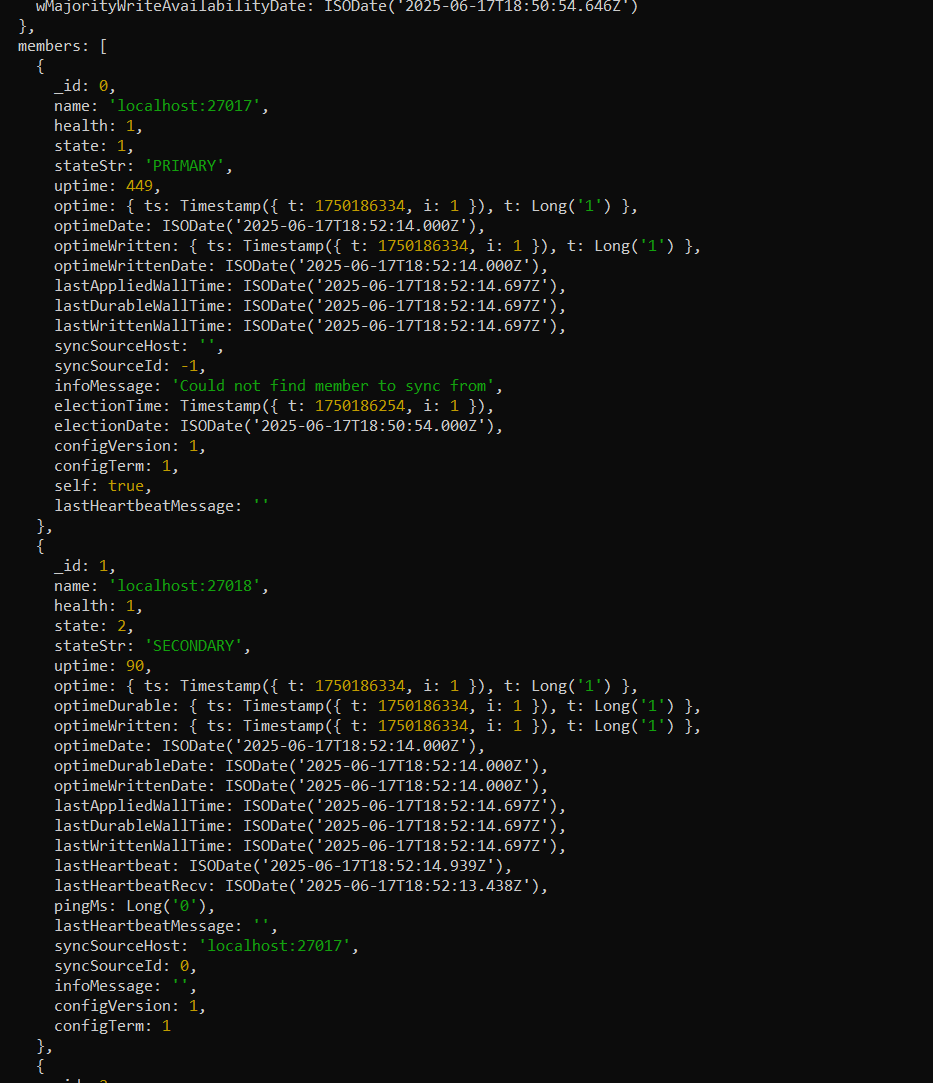 wMajorityWriteAvailabilityDate: ISODate('2025-06-17T18:50:54.646Z')
},
members: [
{
_id: 0,
name: 'localhost:27017',
health: 1,
state: 1,
stateStr: 'PRIMARY',
uptime: 449,
optime: { ts: Timestamp({ t: 1750186334, i: 1 }), t: Long('1') },
optimeDate: ISODate('2025-06-17T18:52:14.000Z'),
optimeWritten: { ts: Timestamp({ t: 1750186334, i: 1 }), t: Long('1') },
optimeWrittenDate: ISODate('2025-06-17T18:52:14.000Z'),
lastAppliedWallTime: ISODate('2025-06-17T18:52:14.697Z'),
lastDurableWallTime: ISODate('2025-06-17T18:52:14.697Z'),
lastWrittenWallTime: ISODate('2025-06-17T18:52:14.697Z'),
syncSourceHost: '',
syncSourceId: -1,
infoMessage: 'Could not find member to sync from',
electionTime: Timestamp({ t: 1750186254, i: 1 }),
electionDate: ISODate('2025-06-17T18:50:54.000Z'),
configVersion: 1,
configTerm: 1,
self: true,
lastHeartbeatMessage: ''
},
{
_id: 1,
name: 'localhost:27018',
health: 1,
state: 2,
stateStr: 'SECONDARY',
uptime: 90,
optime: { ts: Timestamp({ t: 1750186334, i: 1 }), t: Long('1') },
optimeDurable: { ts: Timestamp({ t: 1750186334, i: 1 }), t: Long('1') },
optimeWritten: { ts: Timestamp({ t: 1750186334, i: 1 }), t: Long('1') },
optimeDate: ISODate('2025-06-17T18:52:14.000Z'),
optimeDurableDate: ISODate('2025-06-17T18:52:14.000Z'),
optimeWrittenDate: ISODate('2025-06-17T18:52:14.000Z'),
lastAppliedWallTime: ISODate('2025-06-17T18:52:14.697Z'),
lastDurableWallTime: ISODate('2025-06-17T18:52:14.697Z'),
lastWrittenWallTime: ISODate('2025-06-17T18:52:14.697Z'),
lastHeartbeat: ISODate('2025-06-17T18:52:14.939Z'),
lastHeartbeatRecv: ISODate('2025-06-17T18:52:13.438Z'),
pingMs: Long('0'),
lastHeartbeatMessage: '',
syncSourceHost: 'localhost:27017',
syncSourceId: 0,
infoMessage: '',
configVersion: 1,
configTerm: 1
},
{